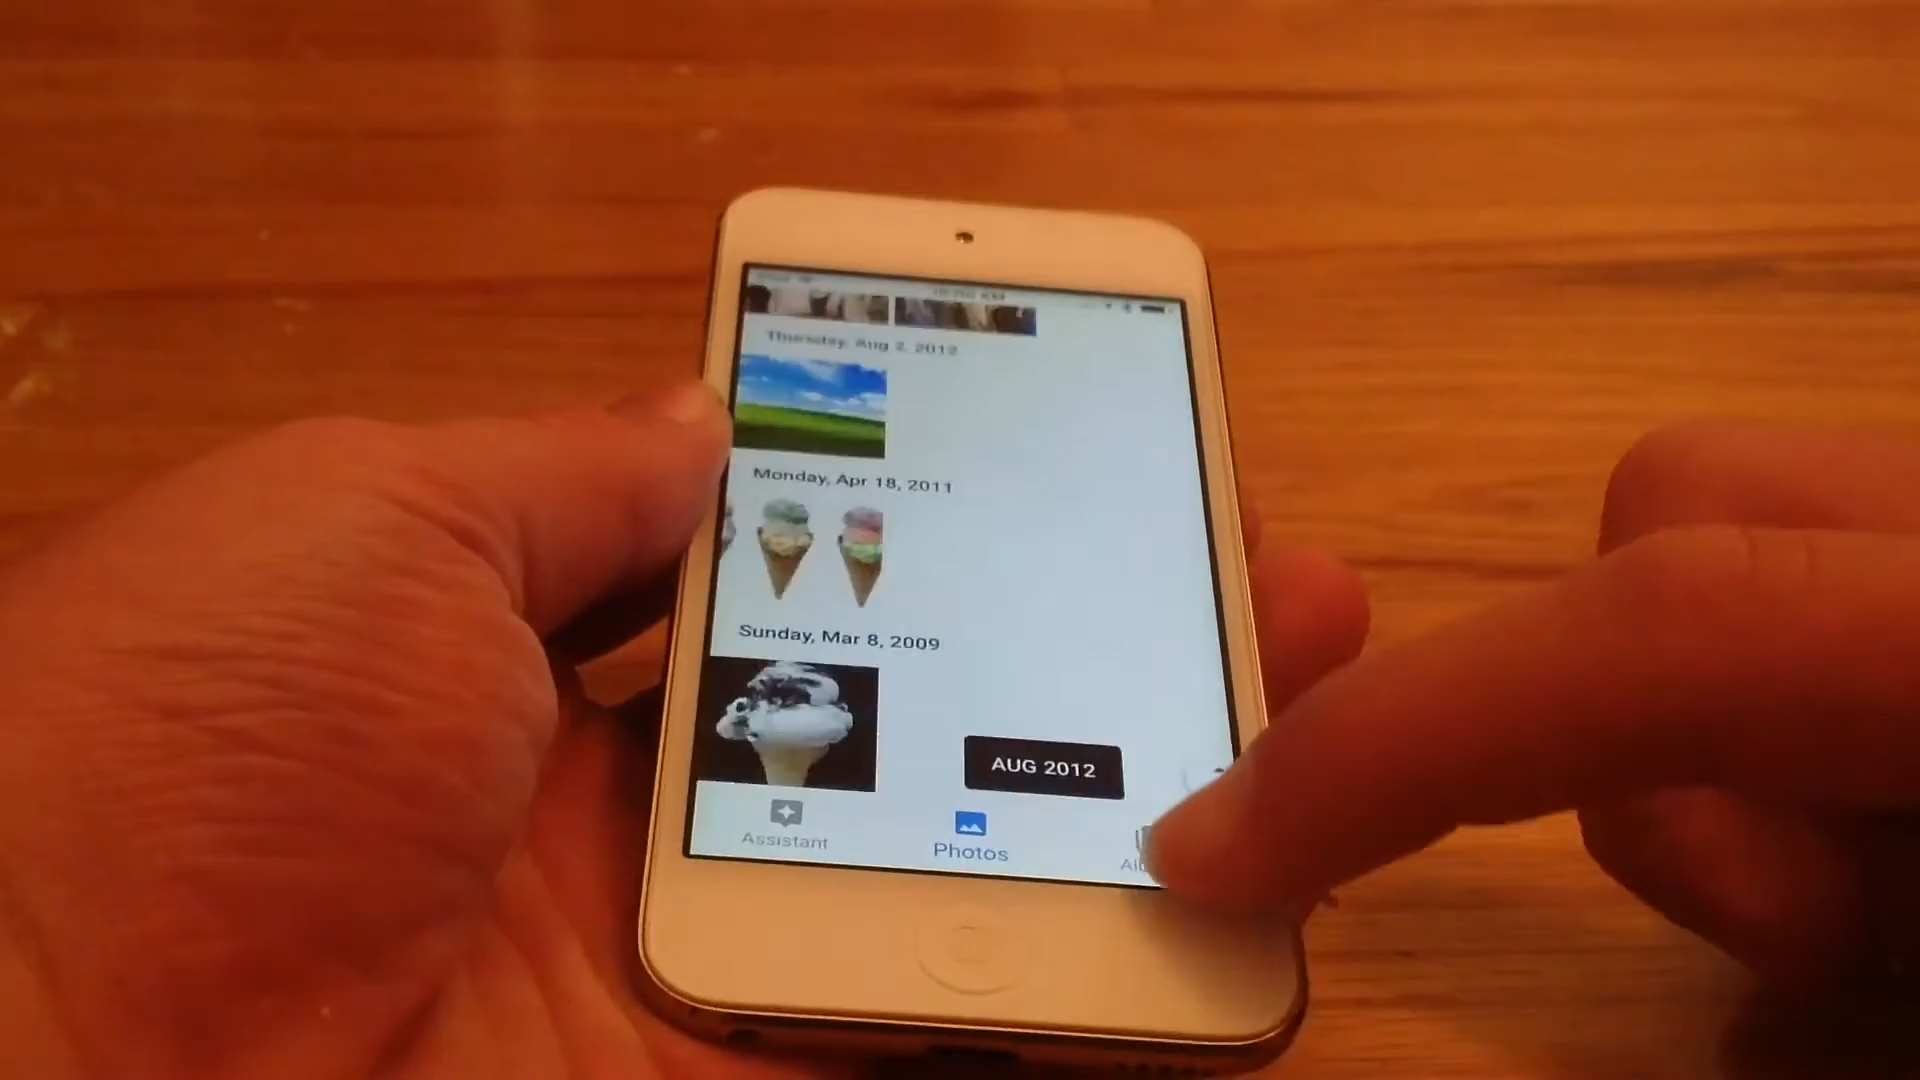 Thursday, Aug 2, 2012
Monday, Apr 18, 2011
Sunday, Mar 8, 2009
AUG 2012
Assistant
Photos